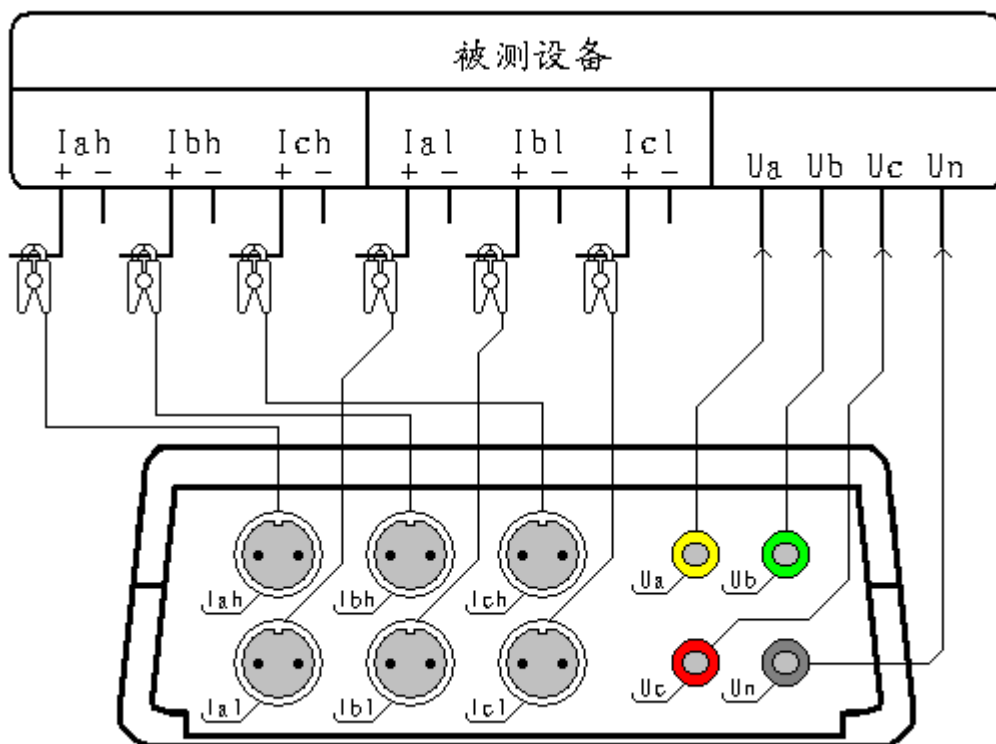 被测设备
Iah Ibh Ich Ial Ibl Icl
+ − + − + − + − + − + −
Ua Ub Uc Un
Iah Ibh Ich Ua Ub
Ial Ibl Icl Uc Un